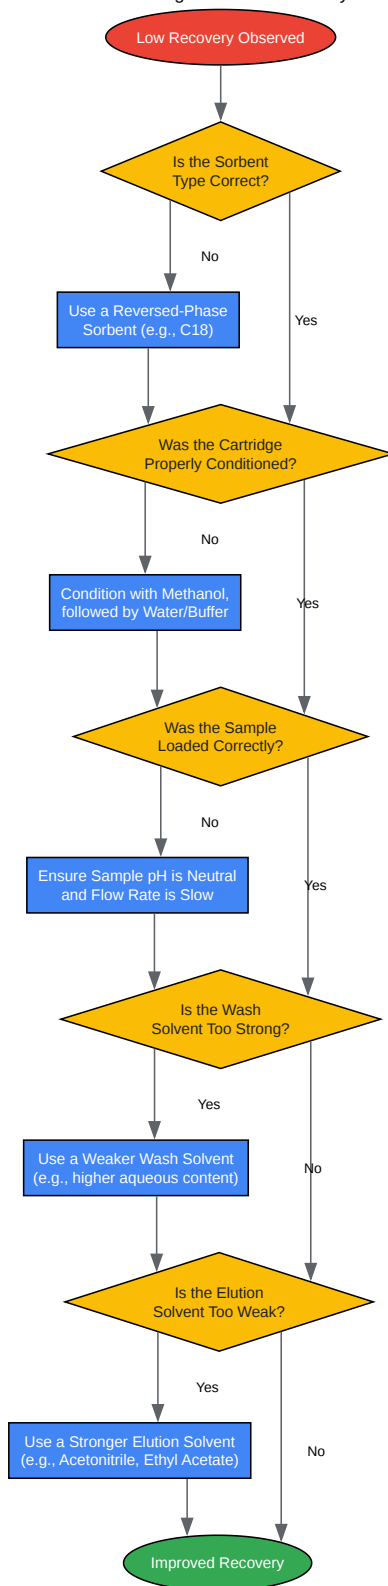 Low Recovery Observed
Is the Sorbent
Type Correct?
No
Yes
Use a Reversed-Phase
Sorbent (e.g., C18)
Was the Cartridge
Properly Conditioned?
No
Yes
Condition with Methanol,
followed by Water/Buffer
Was the Sample
Loaded Correctly?
No
Yes
Ensure Sample pH is Neutral
and Flow Rate is Slow
Is the Wash
Solvent Too Strong?
Yes
No
Use a Weaker Wash Solvent
(e.g., higher aqueous content)
Is the Elution
Solvent Too Weak?
Yes
No
Use a Stronger Elution Solvent
(e.g., Acetonitrile, Ethyl Acetate)
Improved Recovery